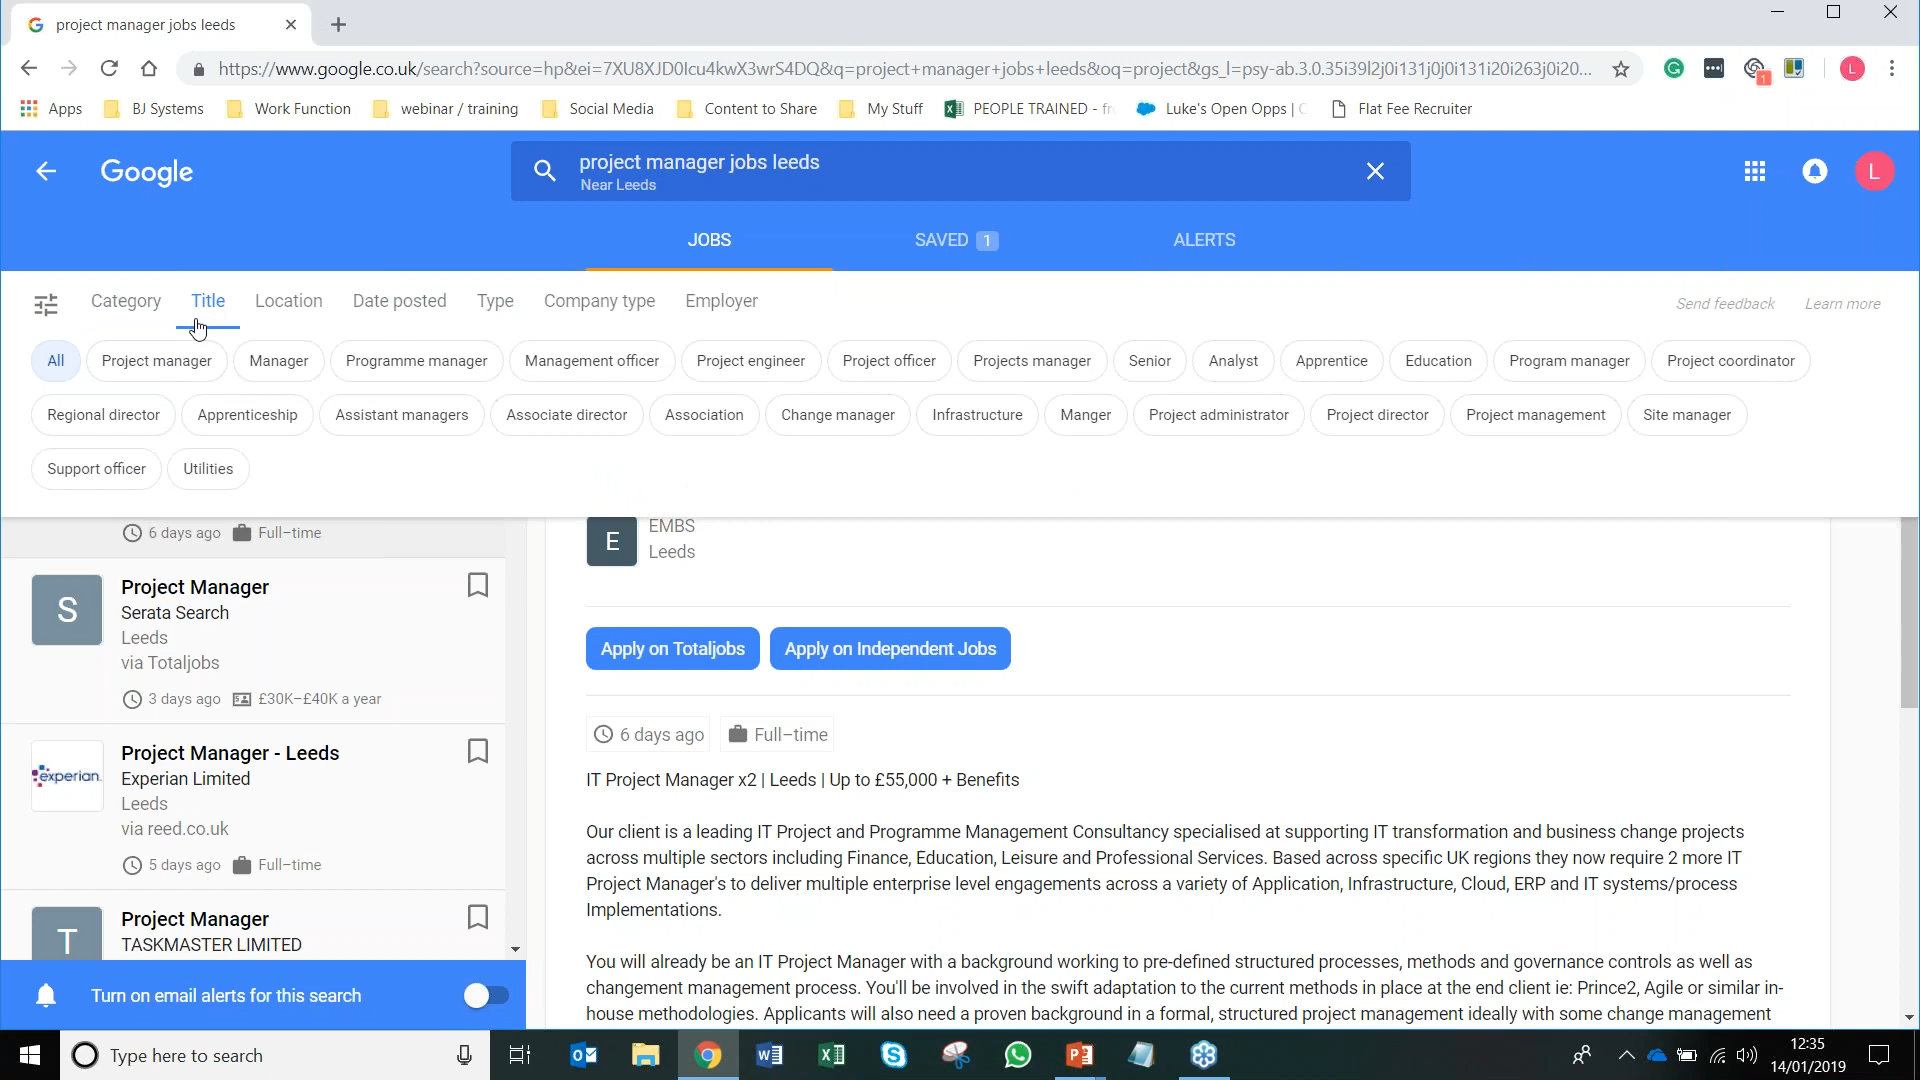 project manager jobs leeds
https://www.google.co.uk/search?source=hp&ei=7XU8XJD0Icu4kwX3wrS4DQ&q=project+manager+jobs+leeds&oq=project&gs_l=psy-ab.3.0.35i39l2j0i131j0j0i131i20i263j0i20...
Apps BJ Systems Work Function webinar / training Social Media Content to Share My Stuff PEOPLE TRAINED - Luke's Open Opps | Flat Fee Recruiter
L
1
Google
project manager jobs leeds
Near Leeds
L
JOBS SAVED 1 ALERTS
Category Title Location Date posted Type Company type Employer Send feedback Learn more
All Project manager Manager Programme manager Management officer Project engineer Project officer Projects manager Senior Analyst Apprentice Education Program manager Project coordinator
Regional director Apprenticeship Assistant managers Associate director Association Change manager Infrastructure Manger Project administrator Project director Project management Site manager
Support officer Utilities
6 days ago Full–time
S
Project Manager
Serata Search
Leeds
via Totaljobs
3 days ago £30K–£40K a year
experian.
Project Manager - Leeds
Experian Limited
Leeds
via reed.co.uk
5 days ago Full–time
T
Project Manager
TASKMASTER LIMITED
Turn on email alerts for this search
E
EMBS
Leeds
Apply on Totaljobs Apply on Independent Jobs
6 days ago Full–time
IT Project Manager x2 | Leeds | Up to £55,000 + Benefits
Our client is a leading IT Project and Programme Management Consultancy specialised at supporting IT transformation and business change projects
across multiple sectors including Finance, Education, Leisure and Professional Services. Based across specific UK regions they now require 2 more IT
Project Manager's to deliver multiple enterprise level engagements across a variety of Application, Infrastructure, Cloud, ERP and IT systems/process
Implementations.
You will already be an IT Project Manager with a background working to pre-defined structured processes, methods and governance controls as well as
changement management process. You'll be involved in the swift adaptation to the current methods in place at the end client ie: Prince2, Agile or similar in-
house methodologies. Applicants will also need a proven background in a formal, structured project management ideally with some change management
Type here to search
12:35
14/01/2019